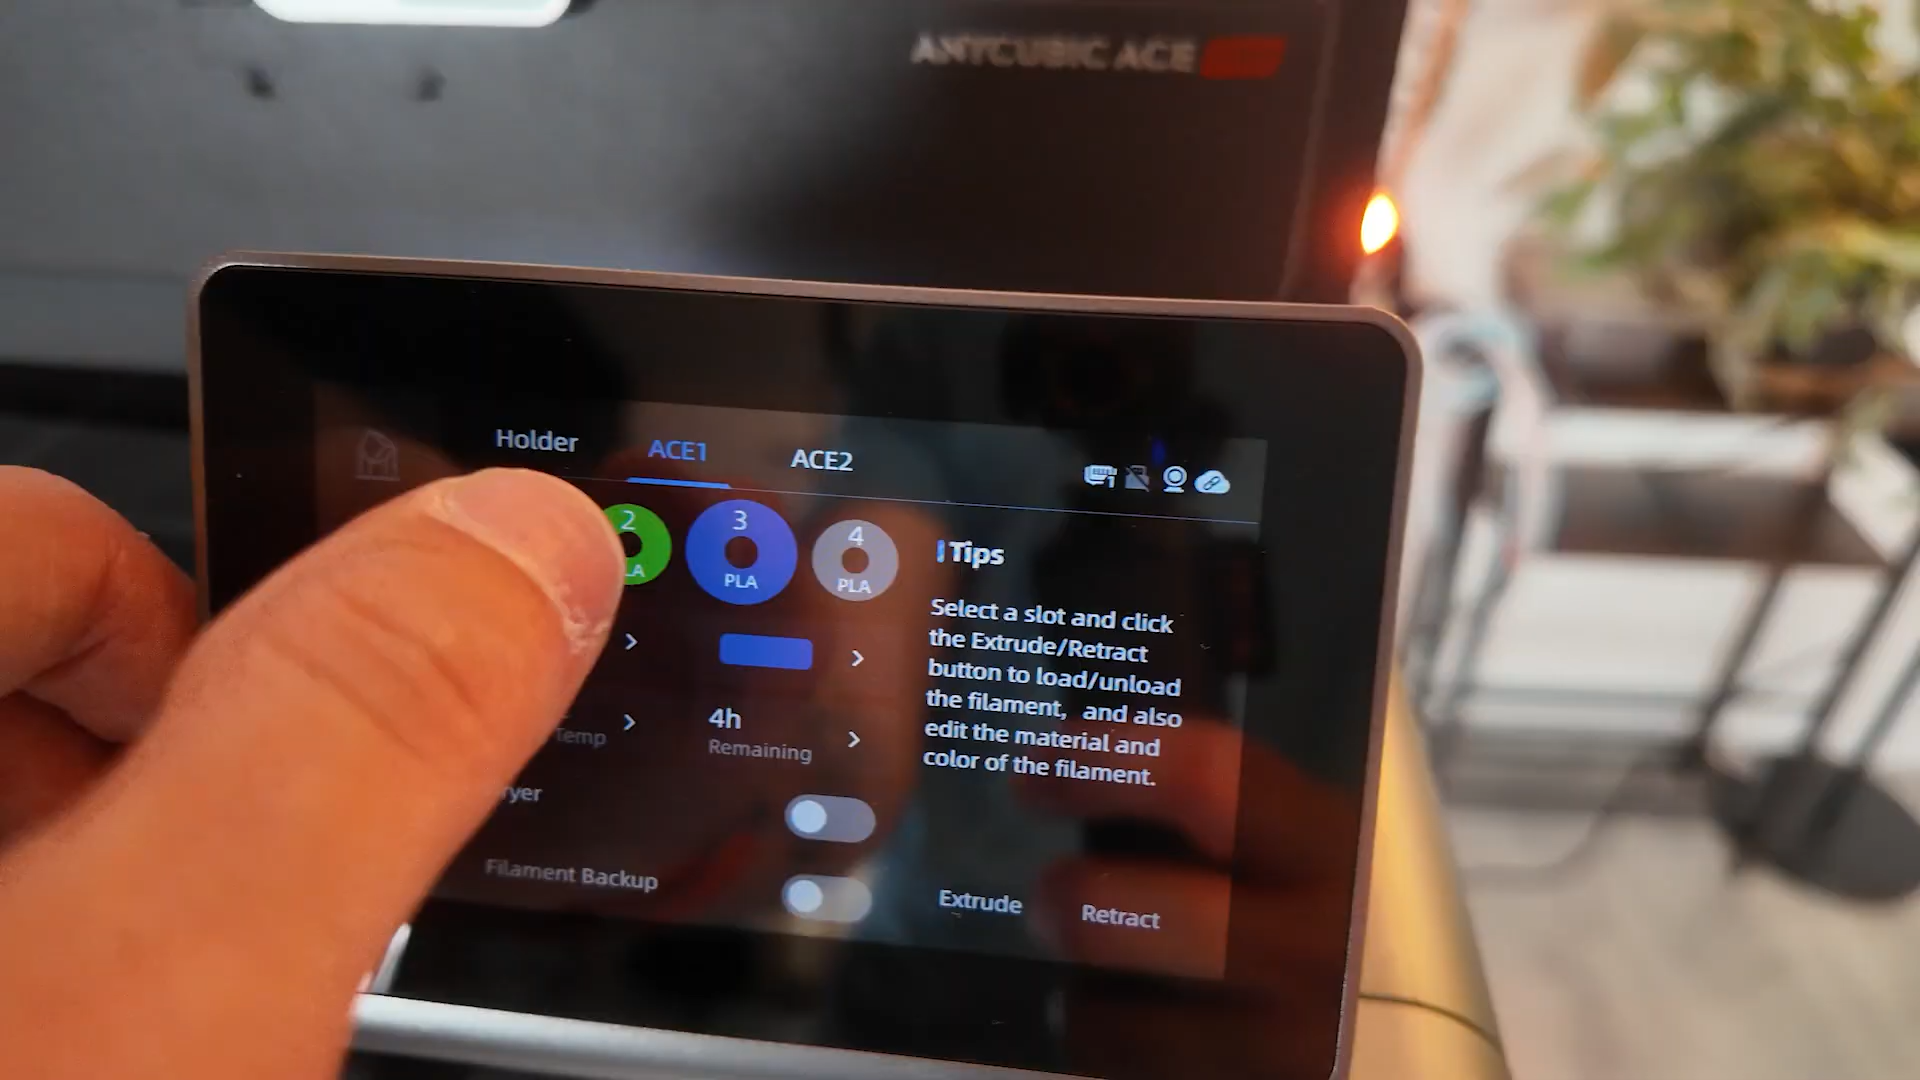 ANYCUBIC ACE
Holder
ACE1
ACE2
2
3
4
PLA
PLA
Tips
Select a slot and click
the Extrude/Retract
button to load/unload
the filament, and also
edit the material and
color of the filament.
4h
Temp
Remaining
Filament Backup
Extrude
Retract